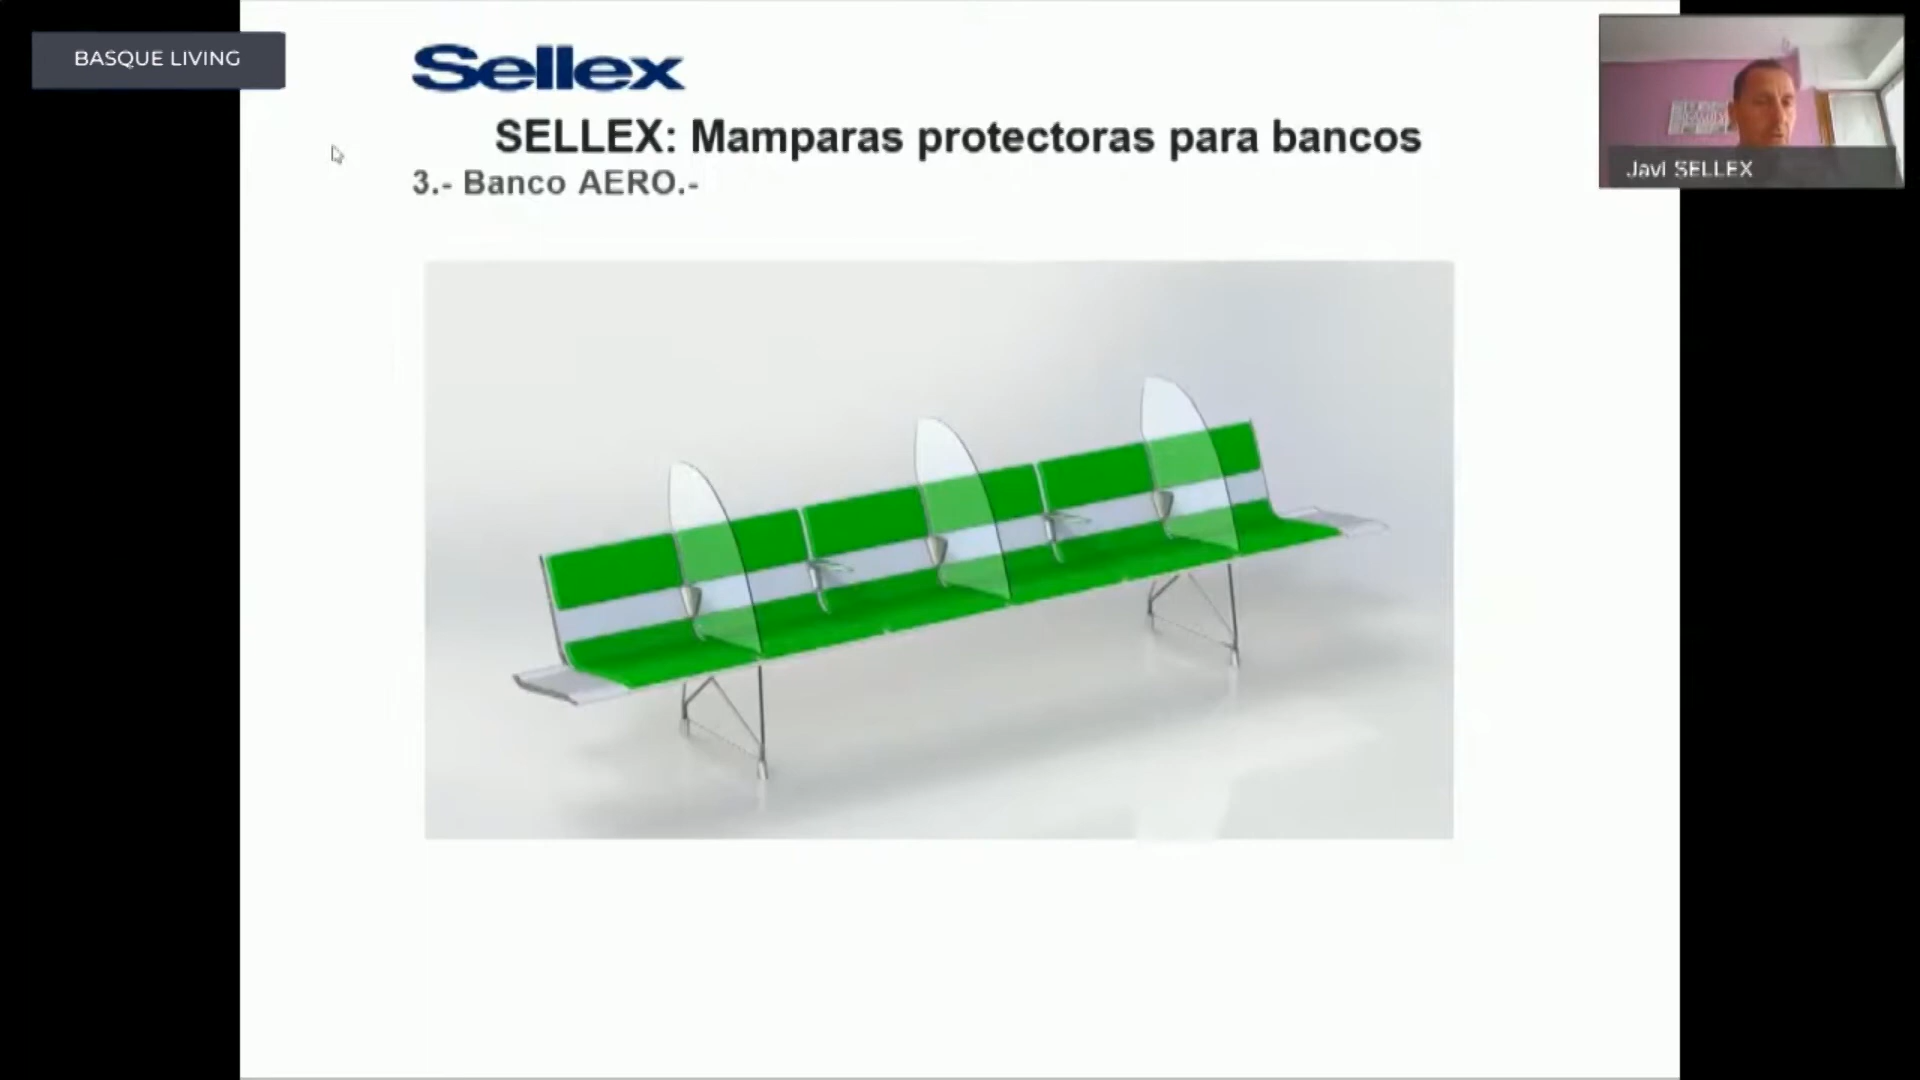 BASQUE LIVING
Sellex
SELLEX: Mamparas protectoras para bancos
3.- Banco AERO.-
Javi SELLEX